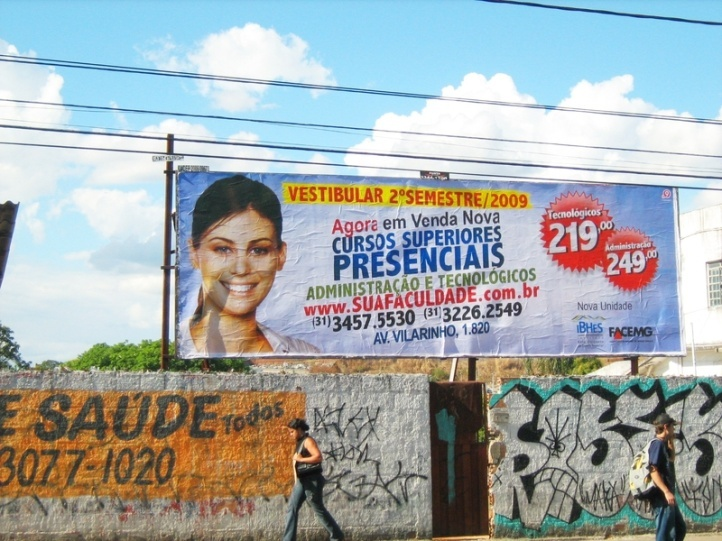 VESTIBULAR 2ºSEMESTRE/2009
Agora em Venda Nova
CURSOS SUPERIORES
PRESENCIAIS
ADMINISTRAÇÃO E TECNOLÓGICOS
www.SUAFACULDADE.com.br
(31) 3457.5530 (31) 3226.2549
AV. VILARINHO, 1.820
Tecnológicos
219,00
Administração
249,00
Nova Unidade
IBHES FACEMG
E SAÚDE Todos
3077-1020